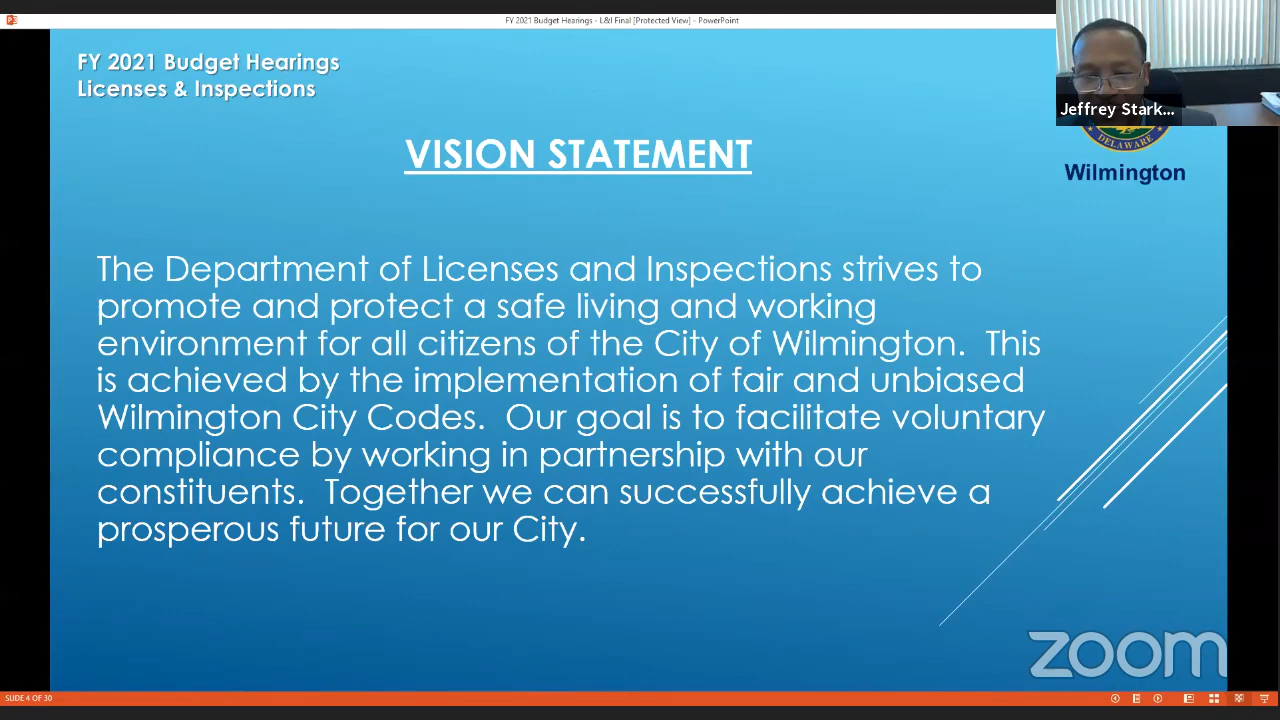 FY 2021 Budget Hearings - L&I Final [Protected View] - PowerPoint
FY 2021 Budget Hearings
Licenses & Inspections
Jeffrey Stark...
DELAWARE
Wilmington
VISION STATEMENT
The Department of Licenses and Inspections strives to
promote and protect a safe living and working
environment for all citizens of the City of Wilmington.  This
is achieved by the implementation of fair and unbiased
Wilmington City Codes.  Our goal is to facilitate voluntary
compliance by working in partnership with our
constituents.  Together we can successfully achieve a
prosperous future for our City.
zoom
SLIDE 4 OF 30